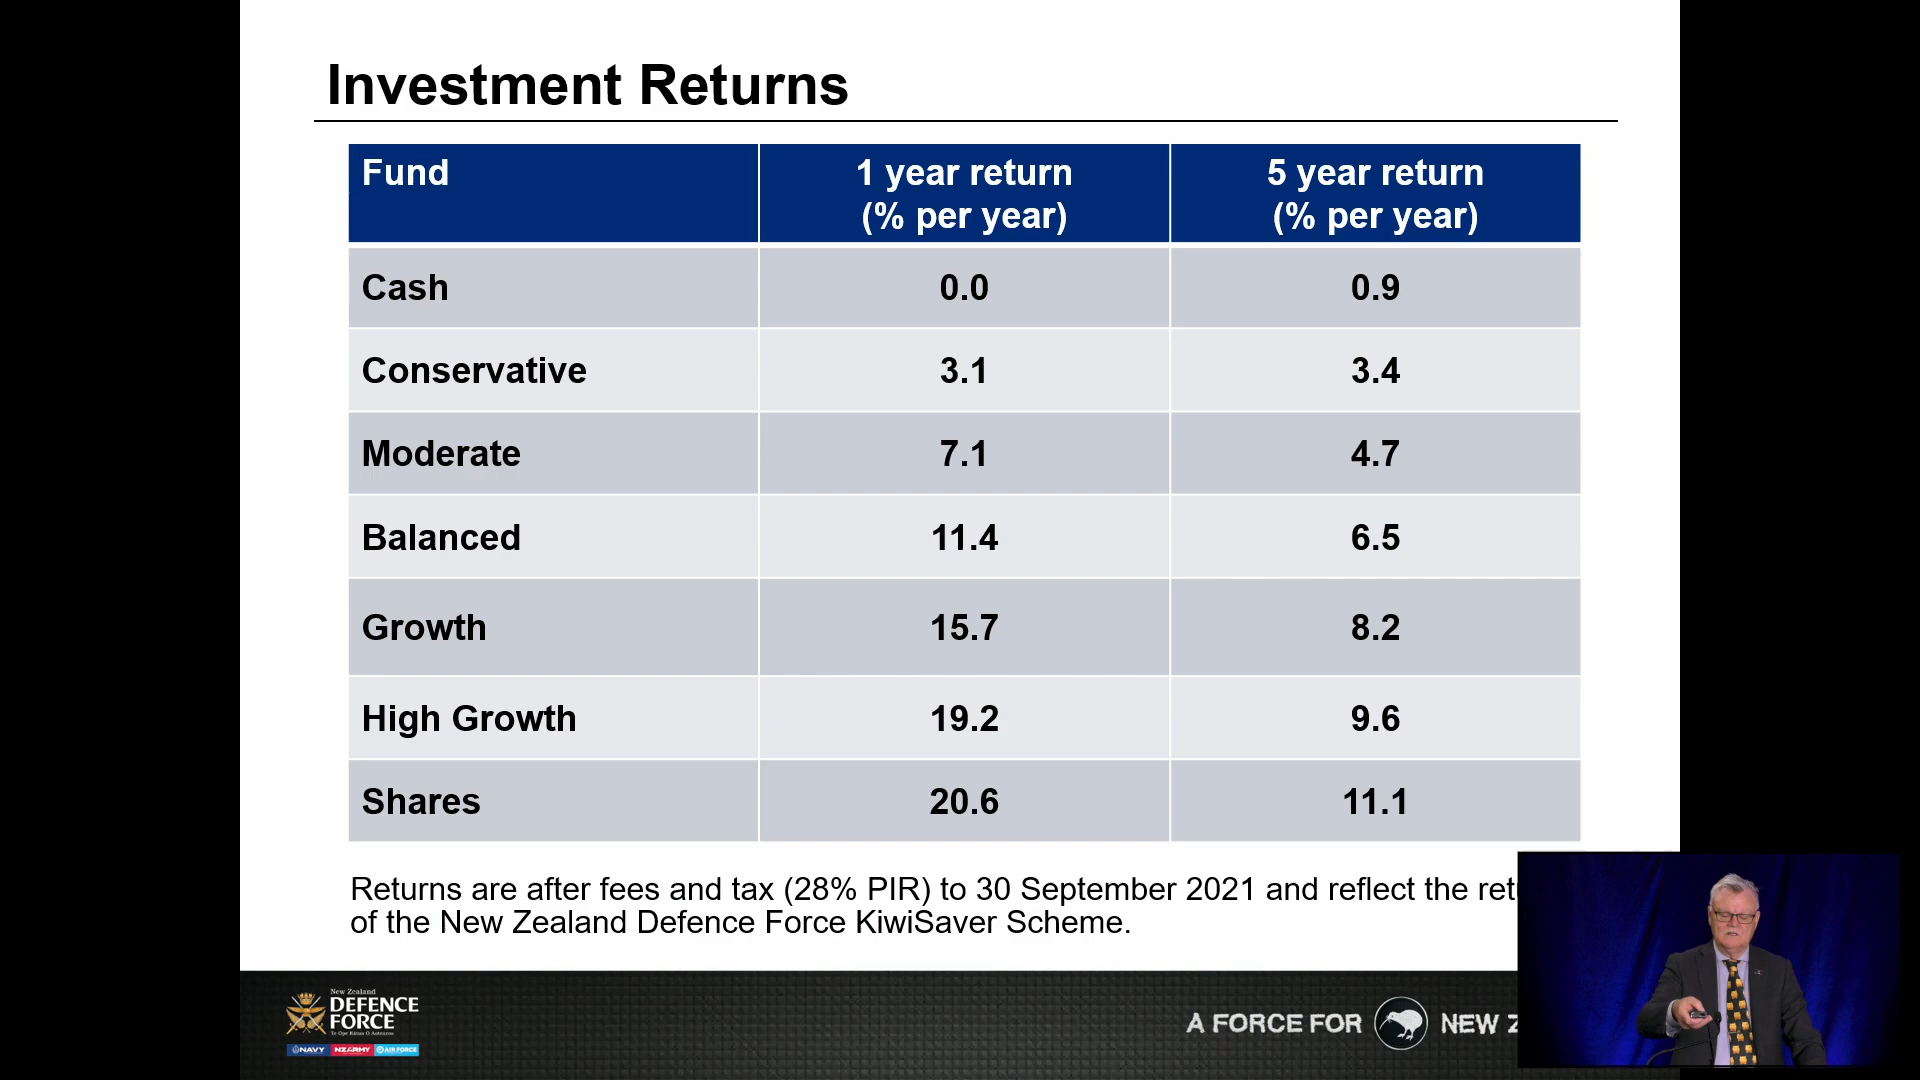 Investment Returns
Fund
1 year return
(% per year)
5 year return
(% per year)
Cash
0.0
0.9
Conservative
3.1
3.4
Moderate
7.1
4.7
Balanced
11.4
6.5
Growth
15.7
8.2
High Growth
19.2
9.6
Shares
20.6
11.1
Returns are after fees and tax (28% PIR) to 30 September 2021 and reflect the
of the New Zealand Defence Force KiwiSaver Scheme.
New Zealand
DEFENCE
FORCE
Te Ope Kātua O Aotearoa
NAVY NZARMY AIR FORCE
A FORCE FOR NEW